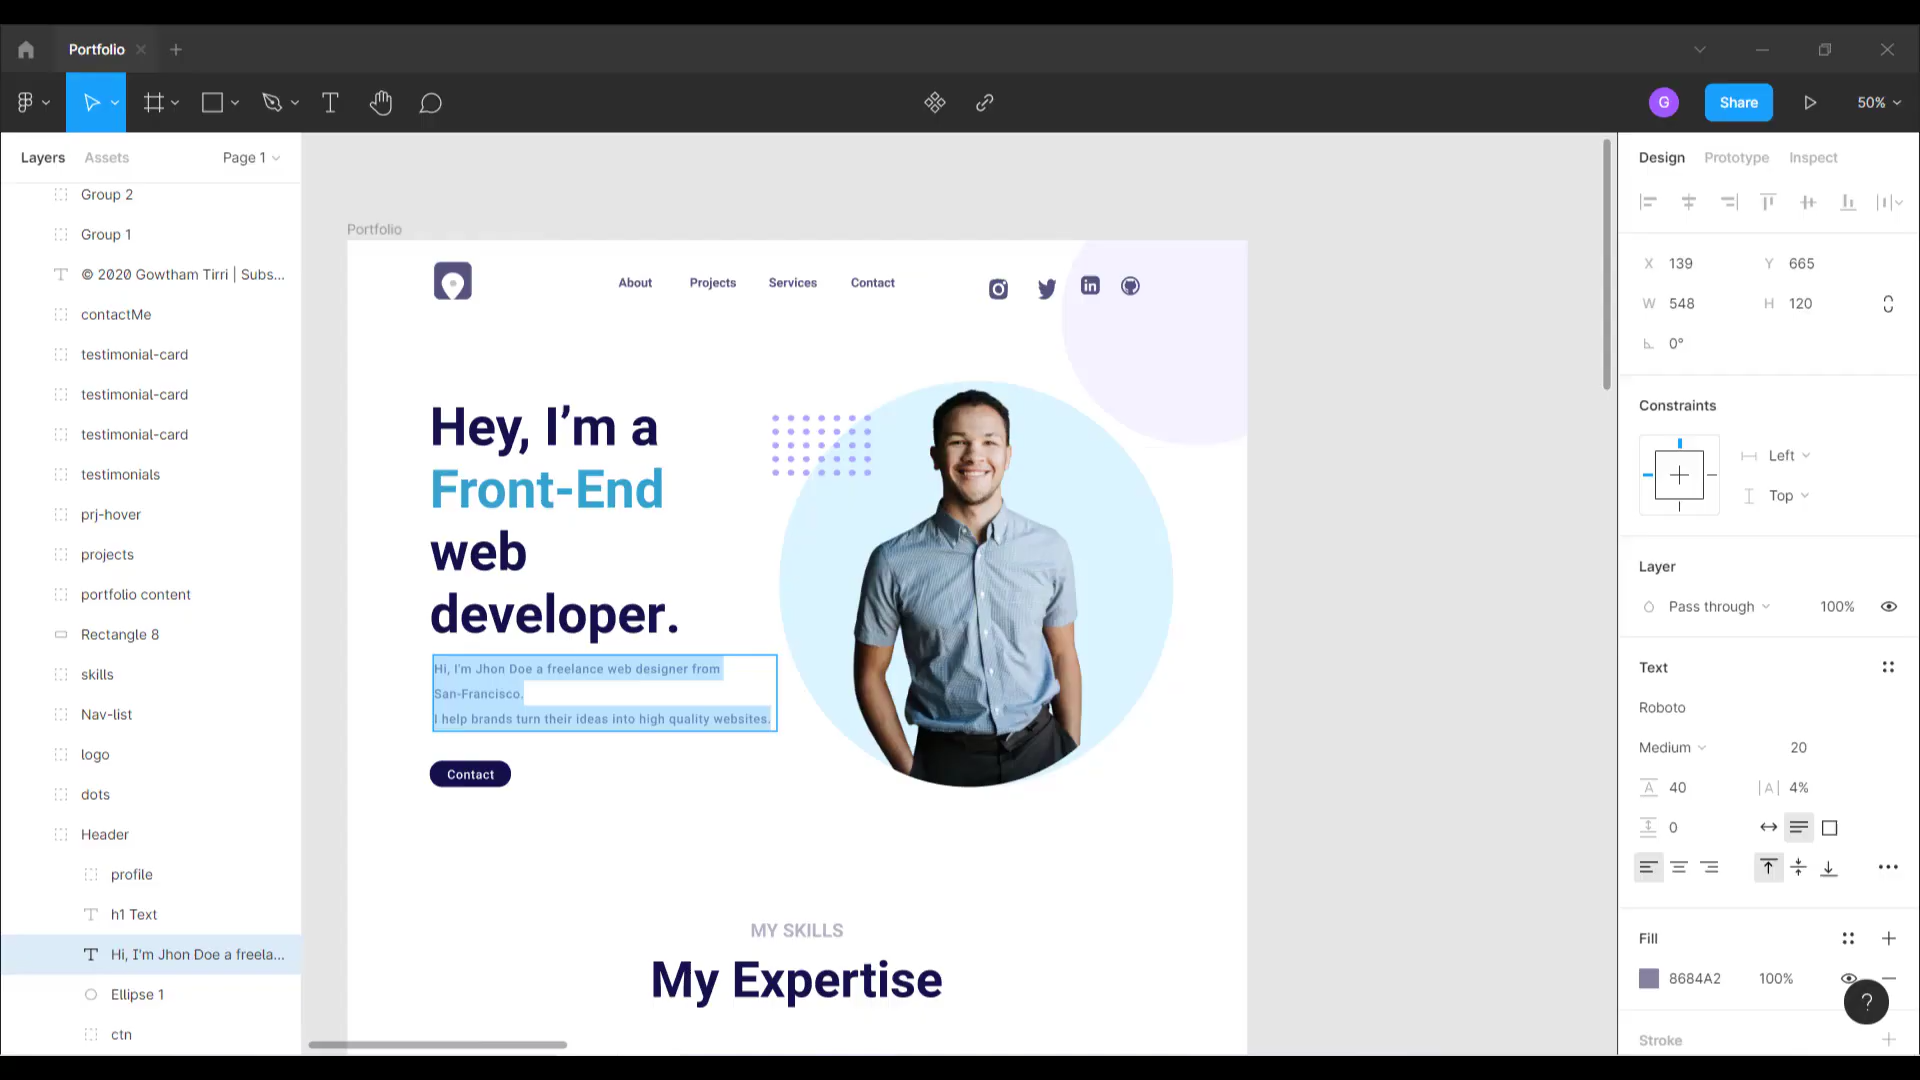 Portfolio
G
Share
50%
Layers
Assets
Page 1
Design
Prototype
Inspect
Group 2
Group 1
© 2020 Gowtham Tirri | Subs...
contactMe
testimonial-card
testimonial-card
testimonial-card
testimonials
prj-hover
projects
portfolio content
Rectangle 8
skills
Nav-list
logo
dots
Header
profile
h1 Text
Hi, I'm Jhon Doe a freela...
Ellipse 1
ctn
Portfolio
About
Projects
Services
Contact
in
Hey, I’m a
Front-End
web
developer.
Hi, I'm Jhon Doe a freelance web designer from
San-Francisco.
I help brands turn their ideas into high quality websites.
Contact
MY SKILLS
My Expertise
X 139
Y 665
W 548
H 120
0°
Constraints
Left
Top
Layer
Pass through
100%
Text
Roboto
Medium
20
A 40
|A| 4%
0
Fill
8684A2
100%
?
Stroke